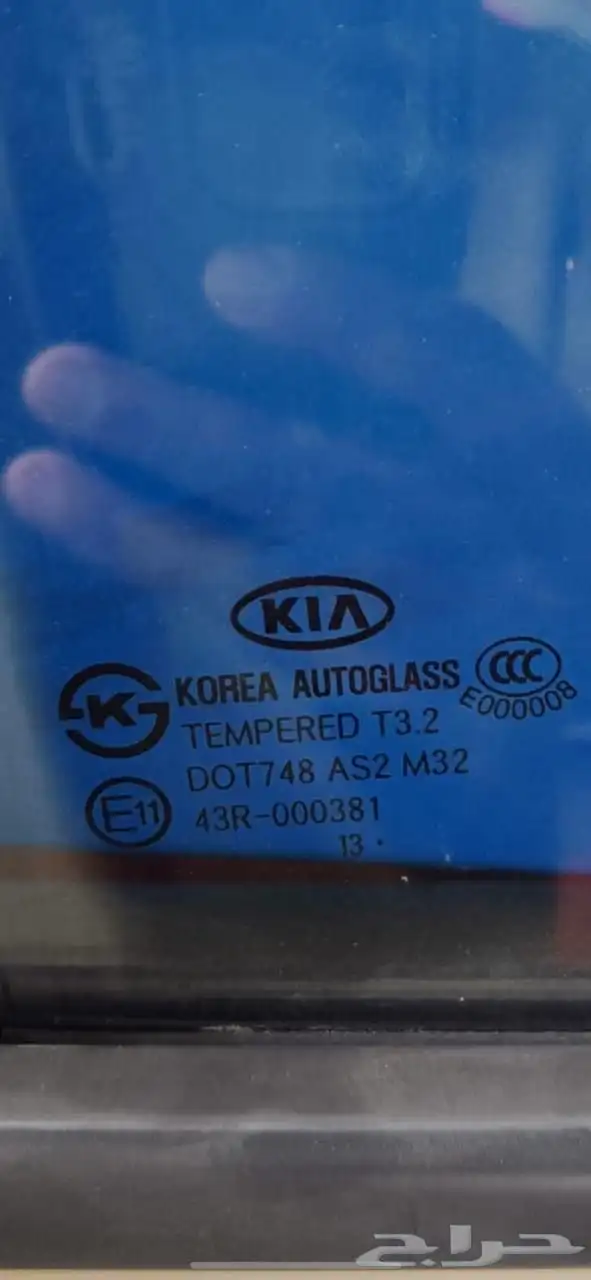 KIA
KOREA AUTOGLASS
CCC
E000008
K
TEMPERED T3.2
DOT748 AS2 M32
E11
43R-000381
13 ·
حراج